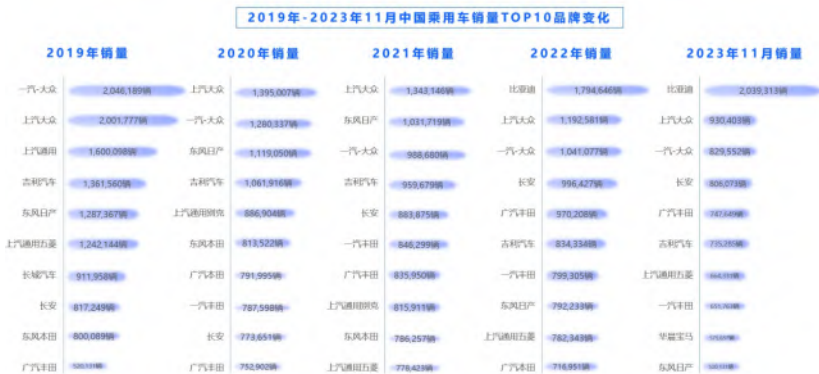 2019年-2023年11月中国乘用车销量TOP10品牌变化
2019年销量
一汽-大众 2,046,189辆
上汽大众 2,001,777辆
上汽通用 1,600,098辆
吉利汽车 1,361,560辆
东风日产 1,287,367辆
上汽通用五菱 1,242,144辆
长城汽车 911,958辆
长安 817,249辆
东风本田 800,089辆
广汽丰田
2020年销量
上汽大众 1,395,007辆
一汽-大众 1,280,337辆
东风日产 1,119,050辆
吉利汽车 1,061,916辆
上汽通用别克 886,904辆
东风本田 813,522辆
广汽本田 791,995辆
一汽丰田 787,598辆
长安 773,651辆
广汽丰田 752,902辆
2021年销量
上汽大众 1,343,146辆
东风日产 1,031,719辆
一汽-大众 988,680辆
吉利汽车 959,679辆
长安 883,875辆
一汽丰田 846,299辆
广汽丰田 835,950辆
上汽通用别克 815,911辆
东风本田 786,257辆
上汽通用五菱 778,423辆
2022年销量
比亚迪 1,794,646辆
上汽大众 1,192,581辆
一汽-大众 1,041,077辆
长安 996,427辆
广汽丰田 970,208辆
吉利汽车 834,334辆
一汽丰田 799,305辆
东风日产 792,233辆
上汽通用五菱 782,343辆
广汽本田 716,951辆
2023年11月销量
比亚迪 2,039,313辆
上汽大众 930,403辆
一汽-大众 829,552辆
长安 808,073辆
广汽丰田 747,649辆
吉利汽车
上汽通用五菱
一汽丰田
华晨宝马
东风日产